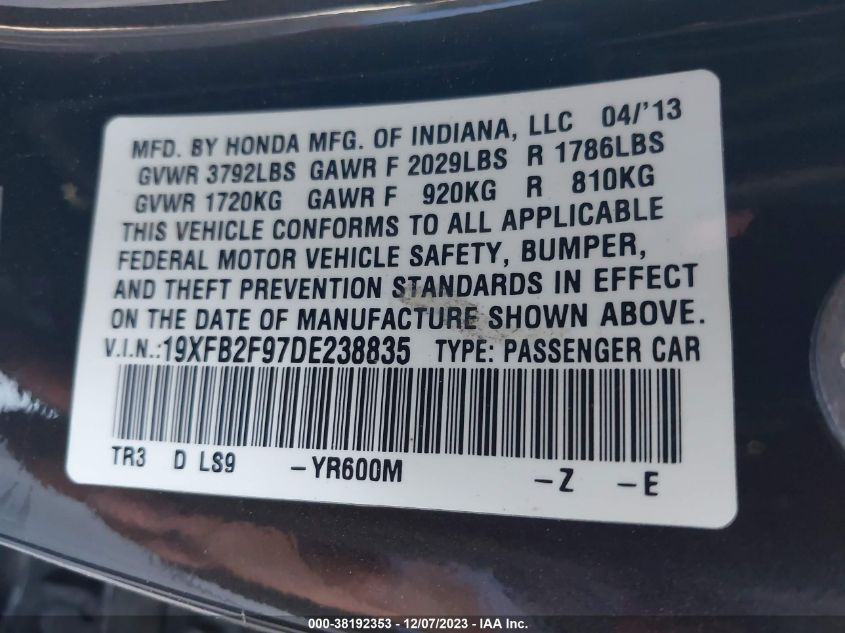 MFD. BY HONDA MFG. OF INDIANA, LLC 04/'13
GVWR 3792LBS GAWR F 2029LBS R 1786LBS
GVWR 1720KG GAWR F 920KG R 810KG
THIS VEHICLE CONFORMS TO ALL APPLICABLE
FEDERAL MOTOR VEHICLE SAFETY, BUMPER,
AND THEFT PREVENTION STANDARDS IN EFFECT
ON THE DATE OF MANUFACTURE SHOWN ABOVE.
V.I.N.:19XFB2F97DE238835 TYPE: PASSENGER CAR
TR3 D LS9 -YR600M -Z -E
000-38192353 - 12/07/2023 - IAA Inc.